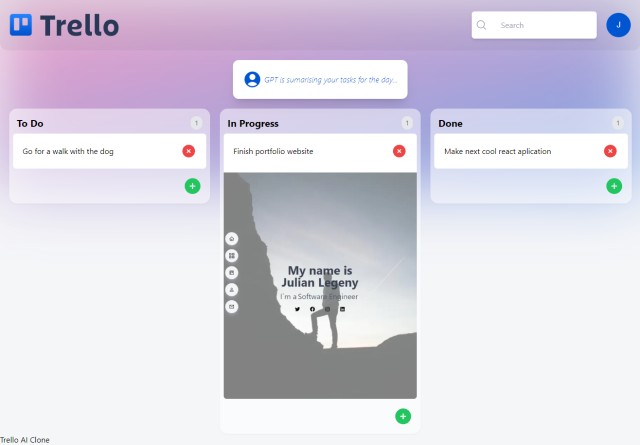 Trello
Search
J
GPT is sumarising your tasks for the day...
To Do
1
Go for a walk with the dog
In Progress
1
Finish portfolio website
My name is
Julian Legeny
I'm a Software Engineer
Done
1
Make next cool react aplication
Trello AI Clone